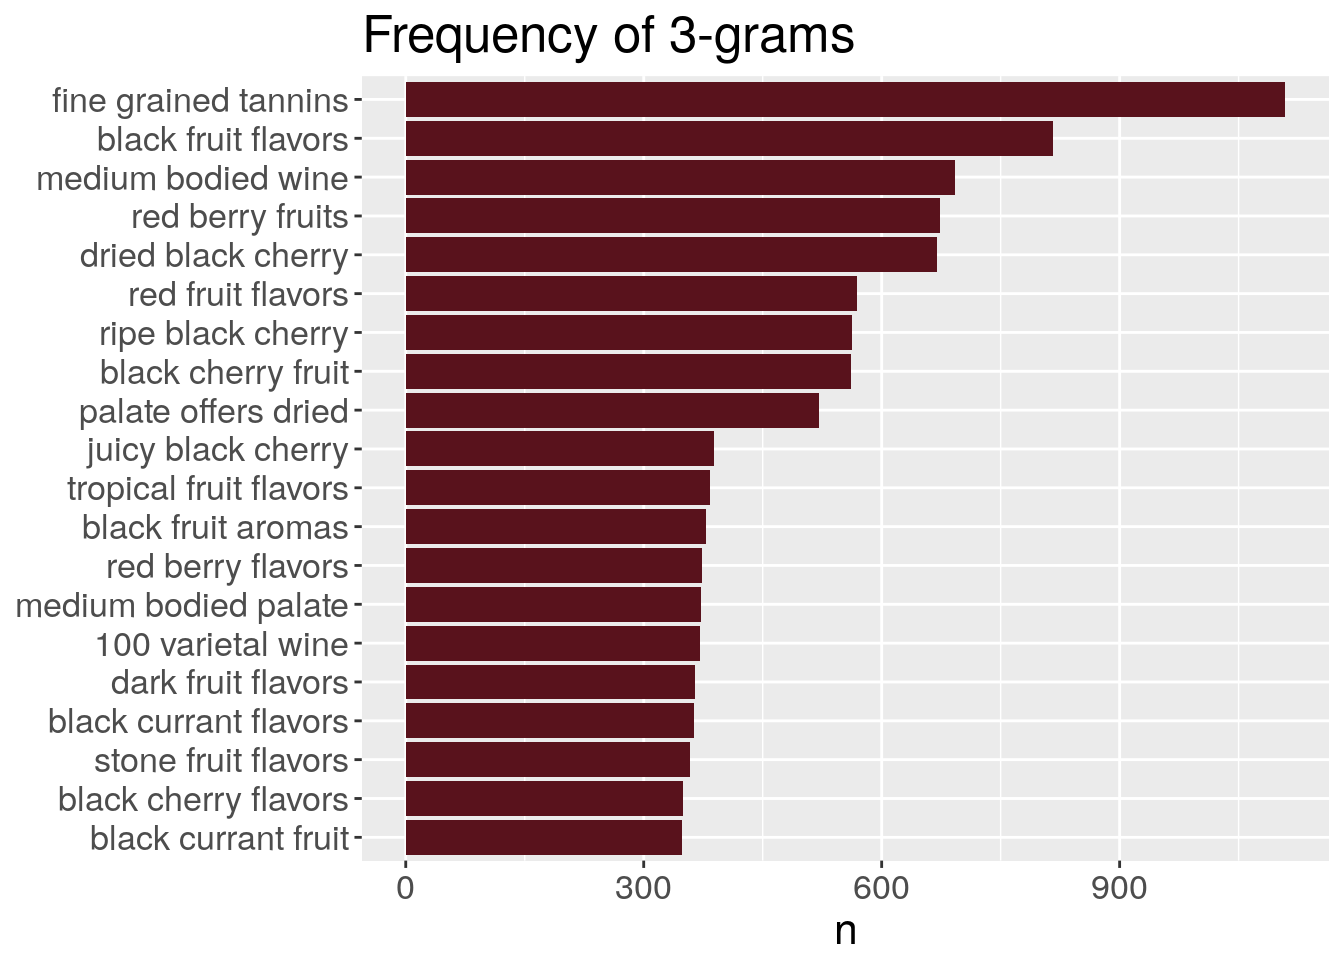 Frequency of 3-grams
fine grained tannins
black fruit flavors
medium bodied wine
red berry fruits
dried black cherry
red fruit flavors
ripe black cherry
black cherry fruit
palate offers dried
juicy black cherry
tropical fruit flavors
black fruit aromas
red berry flavors
medium bodied palate
100 varietal wine
dark fruit flavors
black currant flavors
stone fruit flavors
black cherry flavors
black currant fruit
0 300 600 900
n